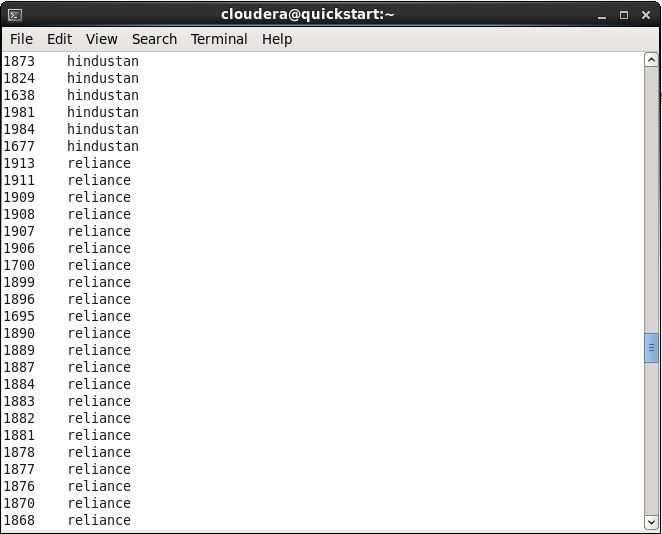 cloudera@quickstart:~
File Edit View Search Terminal Help
1873 hindustan
1824 hindustan
1638 hindustan
1981 hindustan
1984 hindustan
1677 hindustan
1913 reliance
1911 reliance
1909 reliance
1908 reliance
1907 reliance
1906 reliance
1700 reliance
1899 reliance
1896 reliance
1695 reliance
1890 reliance
1889 reliance
1887 reliance
1884 reliance
1883 reliance
1882 reliance
1881 reliance
1878 reliance
1877 reliance
1876 reliance
1870 reliance
1868 reliance